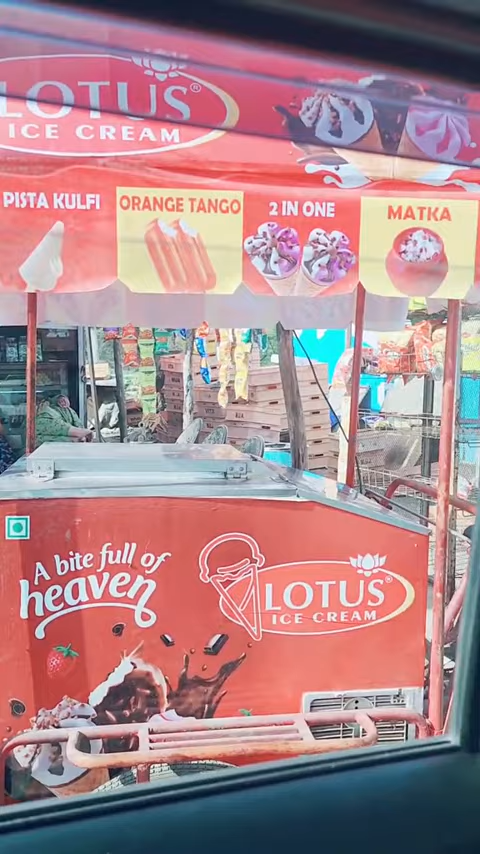 LOTUS®
ICE CREAM
PISTA KULFI
ORANGE TANGO
2 IN ONE
MATKA
A bite full of
heaven
LOTUS®
ICE CREAM